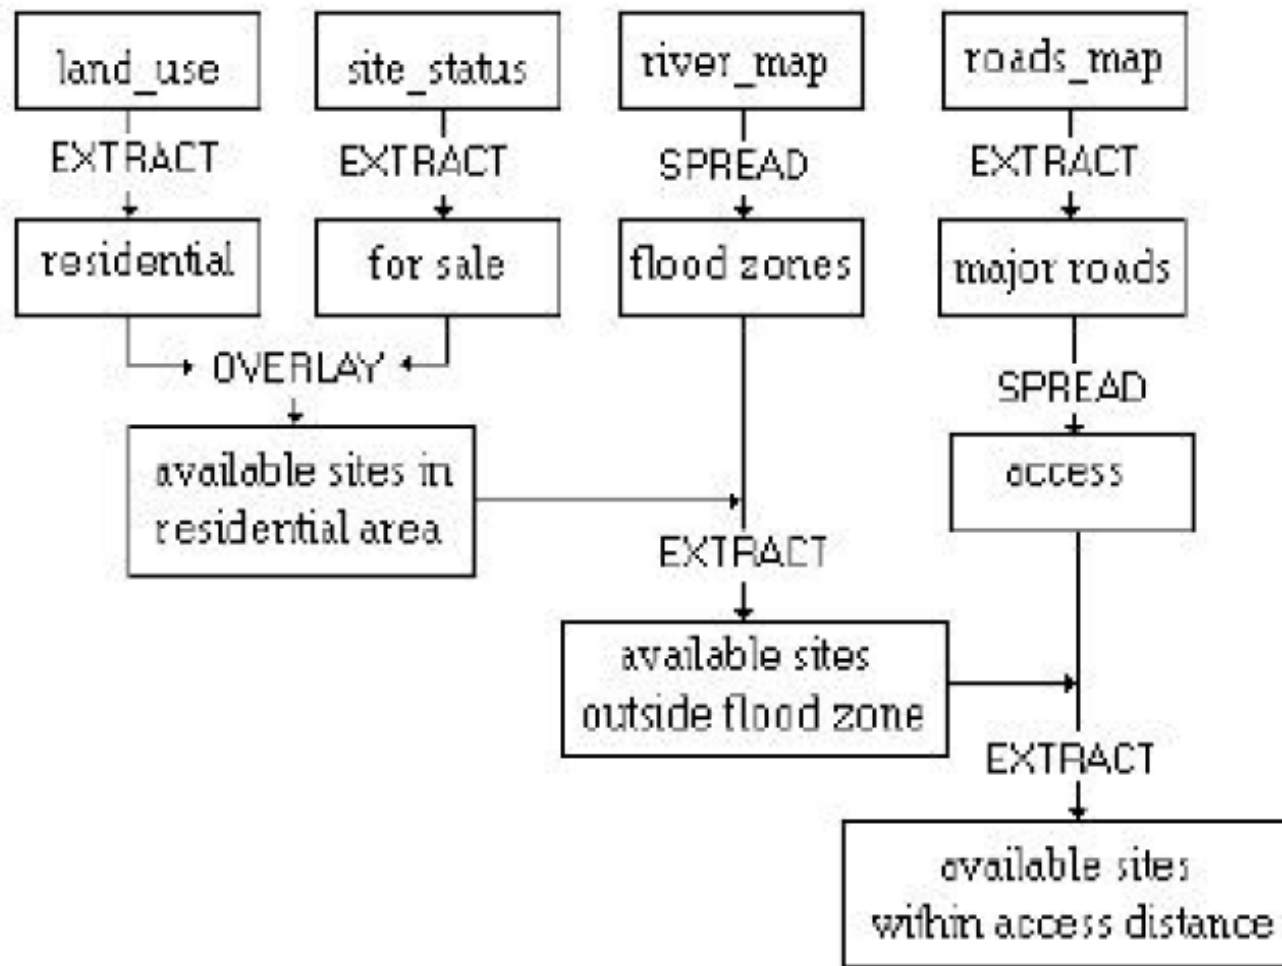 land_use
site_status
river_map
roads_map
EXTRACT
EXTRACT
SPREAD
EXTRACT
residential
for sale
flood zones
major roads
OVERLAY
SPREAD
available sites in
residential area
access
EXTRACT
available sites
outside flood zone
EXTRACT
available sites
within access distance